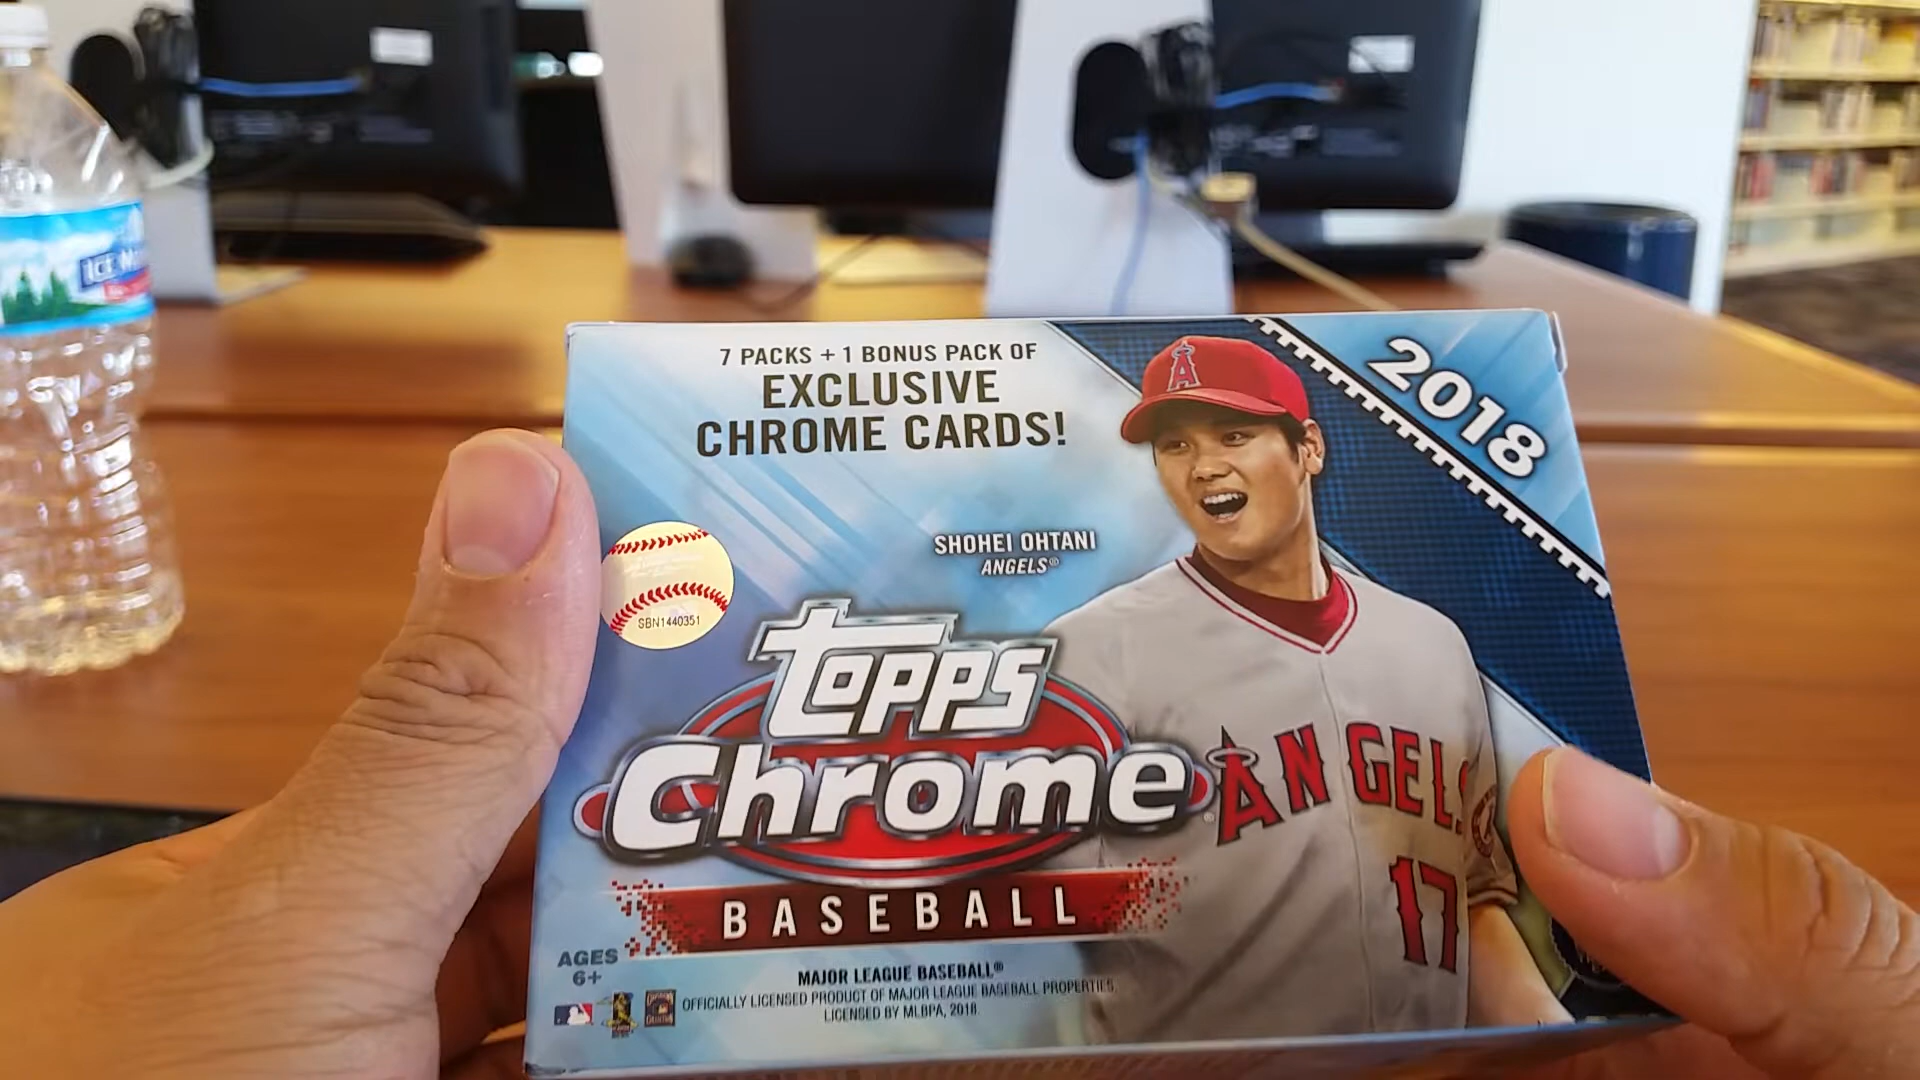 7 PACKS + 1 BONUS PACK OF
EXCLUSIVE
CHROME CARDS!
2018
SHOHEI OHTANI
ANGELS®
SBN1440351
topps
Chrome®
BASEBALL
ANGELS
17
AGES
6+
MAJOR LEAGUE BASEBALL®
OFFICIALLY LICENSED PRODUCT OF MAJOR LEAGUE BASEBALL PROPERTIES.
LICENSED BY MLBPA, 2018.